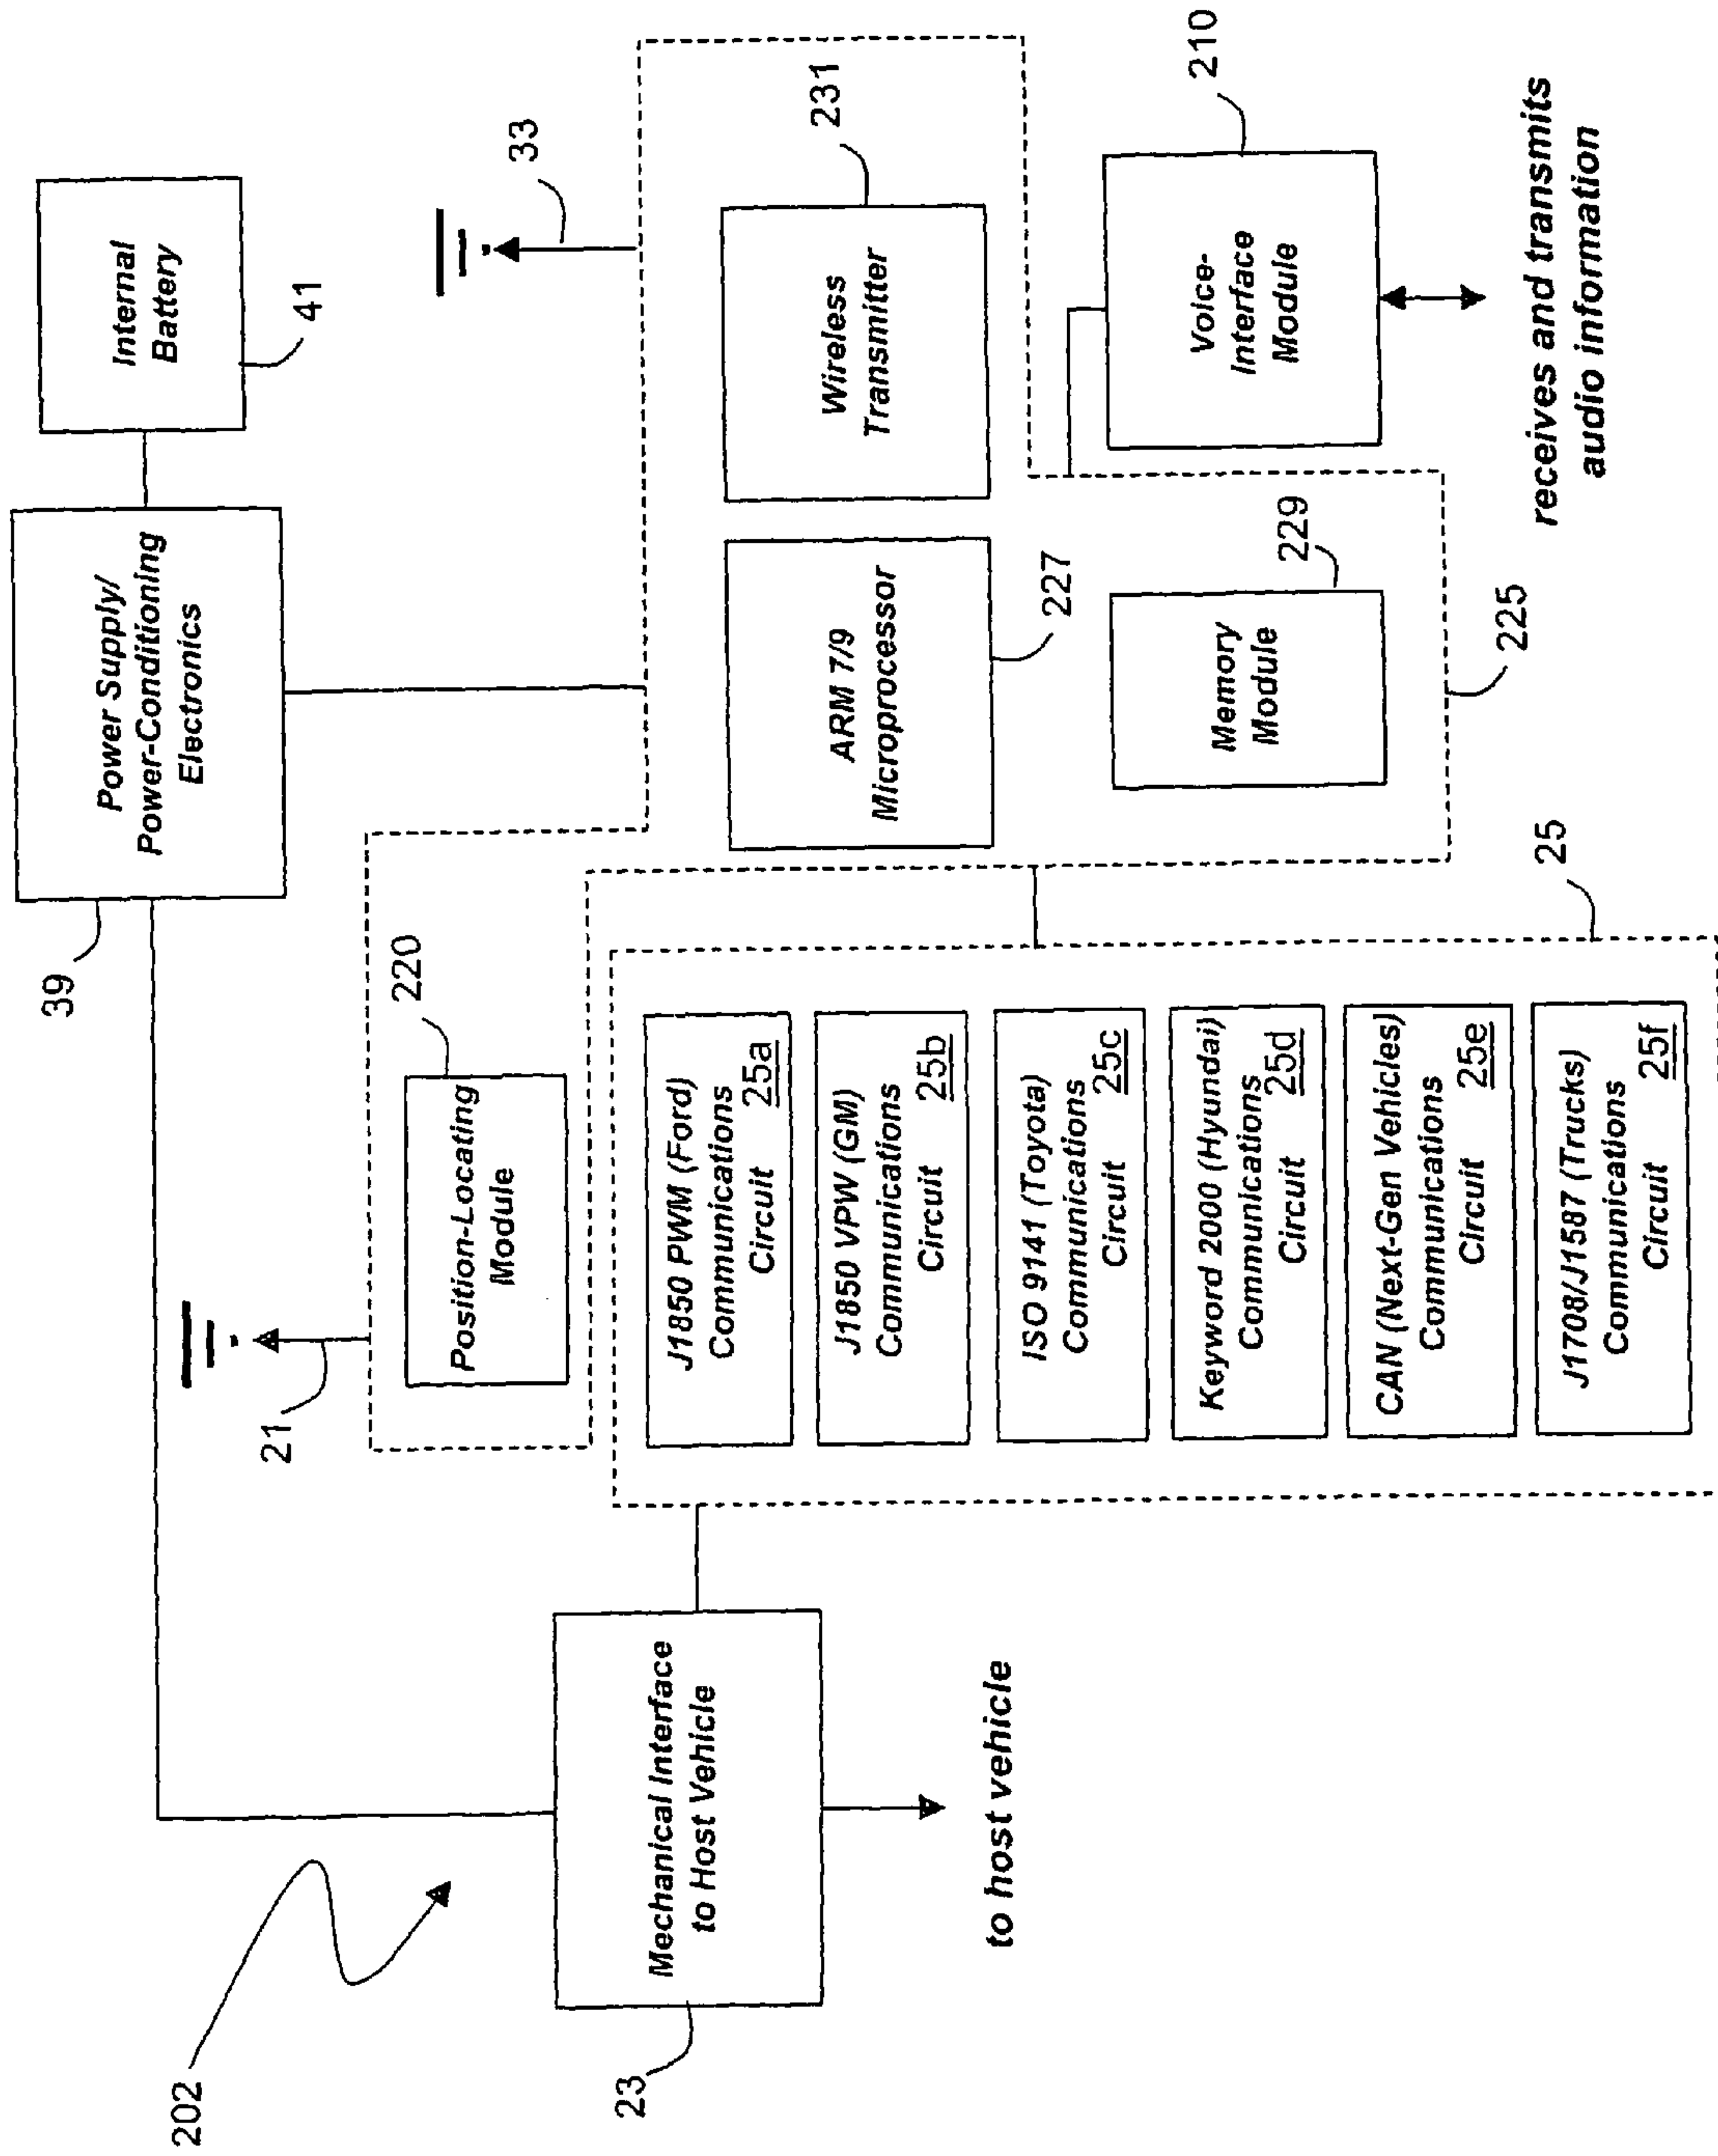 202
23
Mechanical Interface
to Host Vehicle
to host vehicle
39
Power Supply/
Power-Conditioning
Electronics
Internal
Battery
41
21
220
Position-Locating
Module
33
231
Wireless
Transmitter
ARM 7/9
Microprocessor
227
229
Memory
Module
225
210
Voice-
Interface
Module
receives and transmits
audio information
25
J1850 PWM (Ford)
Communications
Circuit 25a
J1850 VPW (GM)
Communications
Circuit 25b
ISO 9141 (Toyota)
Communications
Circuit 25c
Keyword 2000 (Hyundai)
Communications
Circuit 25d
CAN (Next-Gen Vehicles)
Communications
Circuit 25e
J1708/J1587 (Trucks)
Communications
Circuit 25f